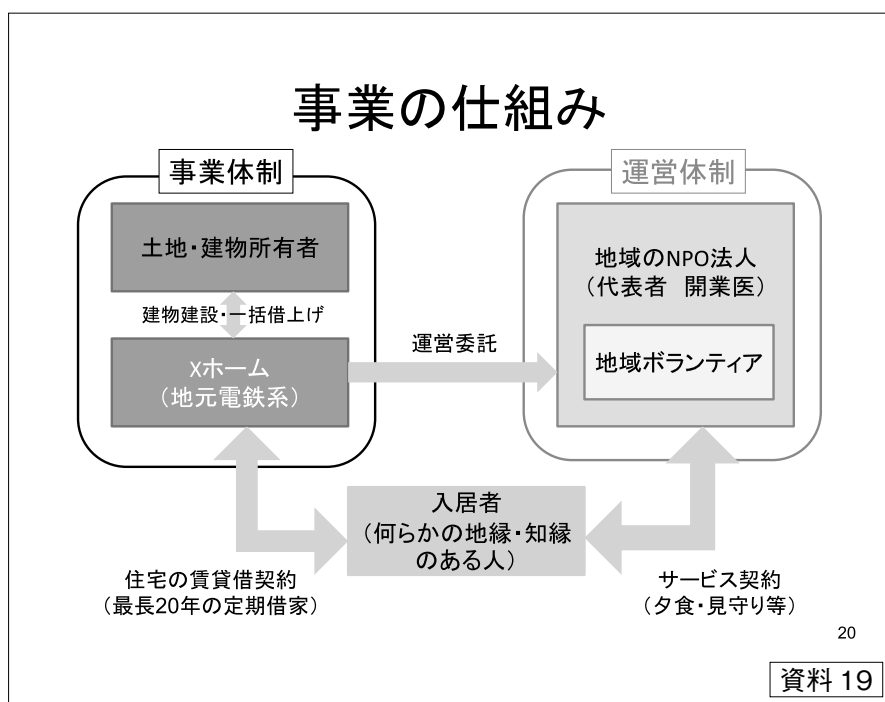 事業の仕組み
事業体制
土地・建物所有者
建物建設・一括借上げ
Xホーム
（地元電鉄系）
運営委託
運営体制
地域のNPO法人
（代表者　開業医）
地域ボランティア
入居者
（何らかの地縁・知縁
のある人）
住宅の賃貸借契約
（最長20年の定期借家）
サービス契約
（夕食・見守り等）
20
資料 19